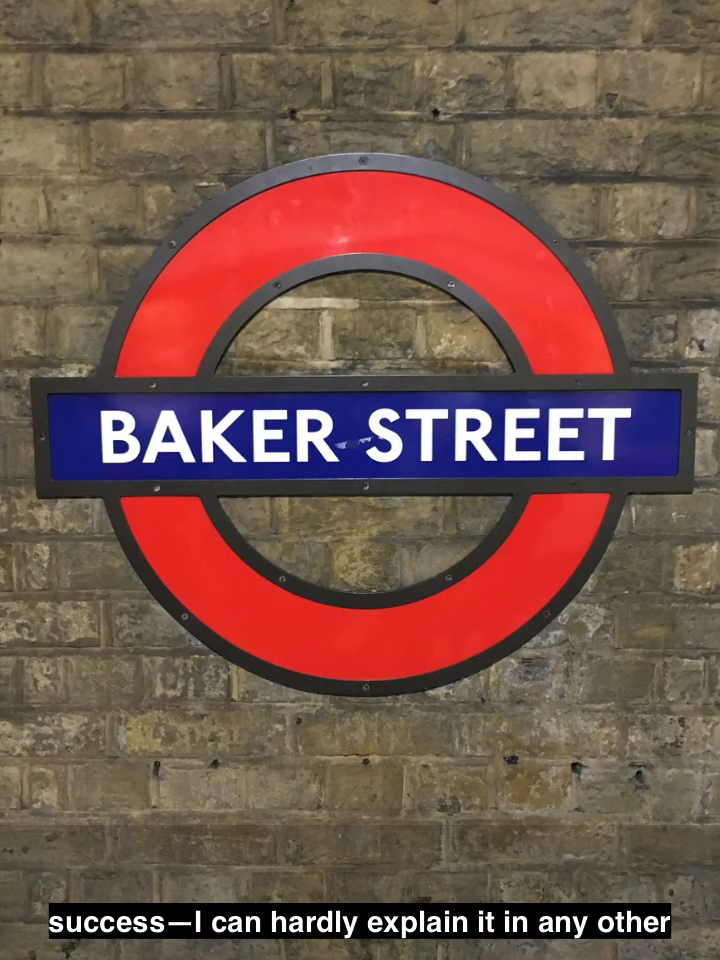 BAKER STREET
success—I can hardly explain it in any other